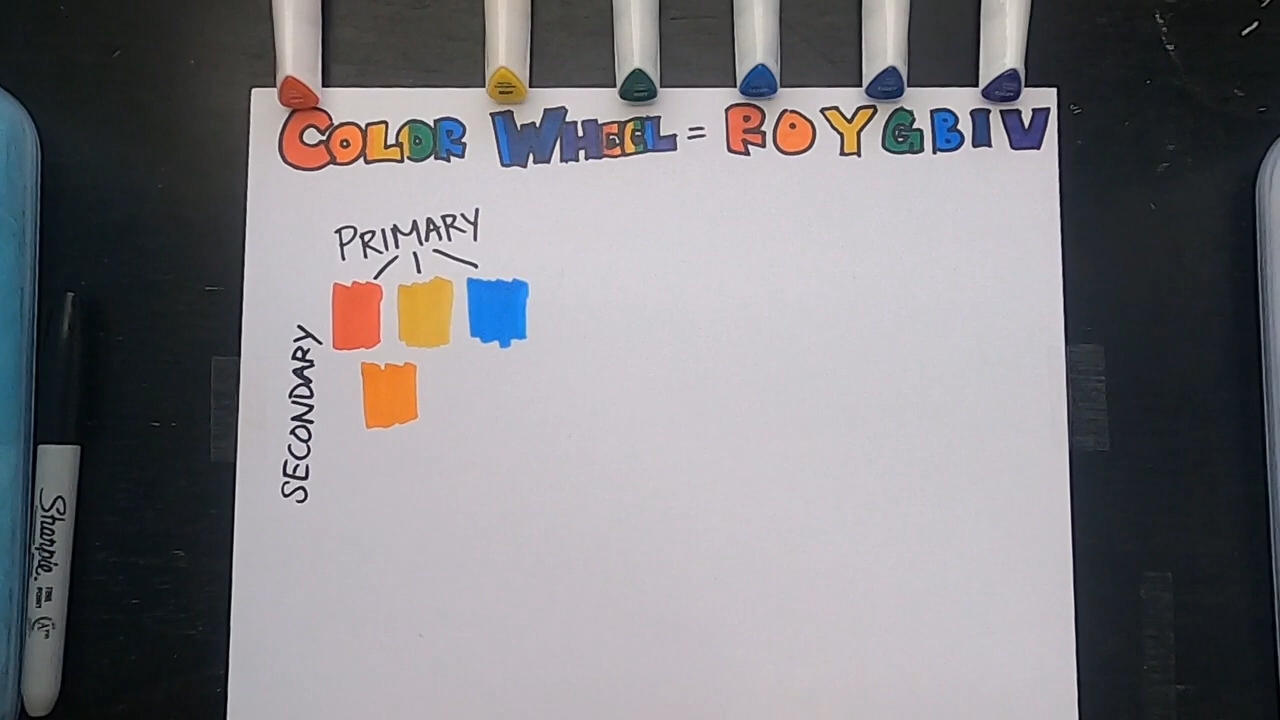 COLOR WHEEL = ROYGBIV
PRIMARY
SECONDARY
Sharpie.